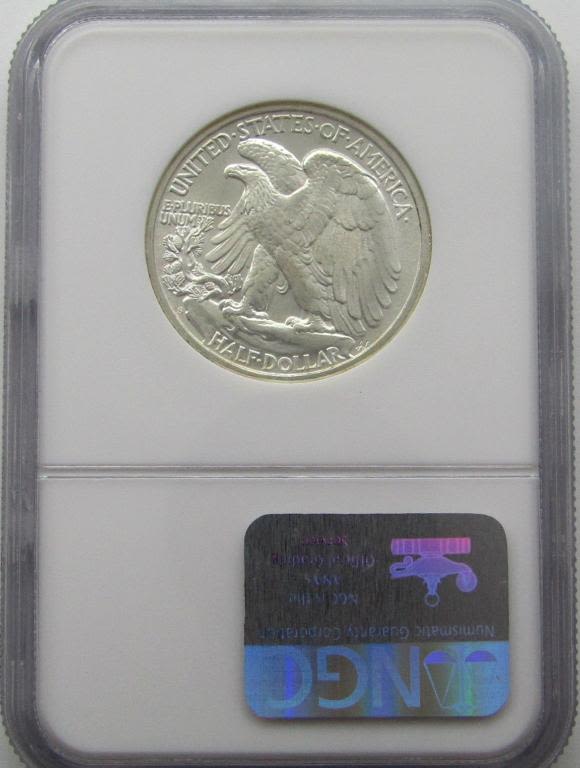 UNITED·STATES·OF·AMERICA·
E·PLURIBUS
UNUM
S
HALF·DOLLAR
Numismatic Guaranty Corporation
NGC is the
ANA's
Official Grading
Service
NGC